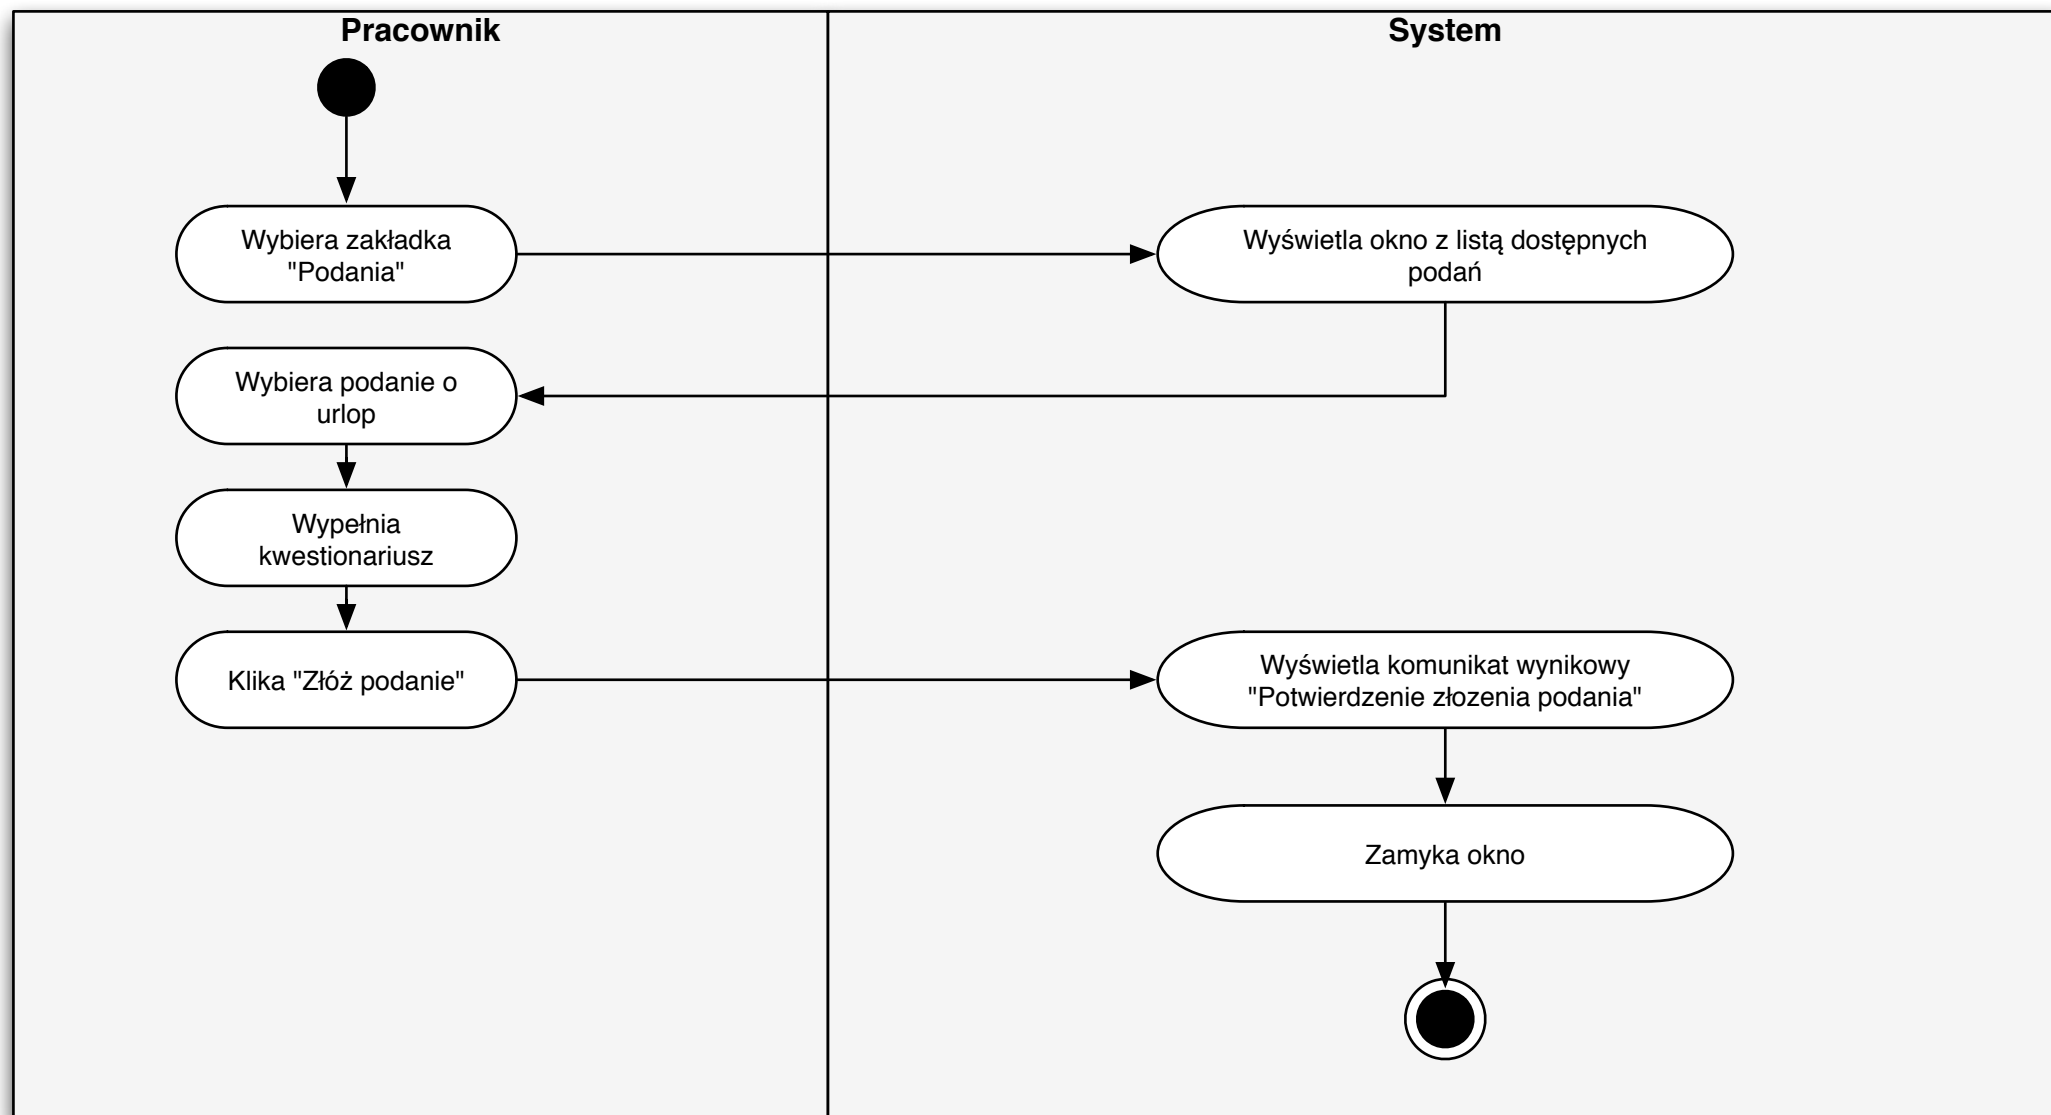 Pracownik
System
Wybiera zakładka
"Podania"
Wyświetla okno z listą dostępnych
podań
Wybiera podanie o
urlop
Wypełnia
kwestionariusz
Klika "Złóż podanie"
Wyświetla komunikat wynikowy
"Potwierdzenie złozenia podania"
Zamyka okno